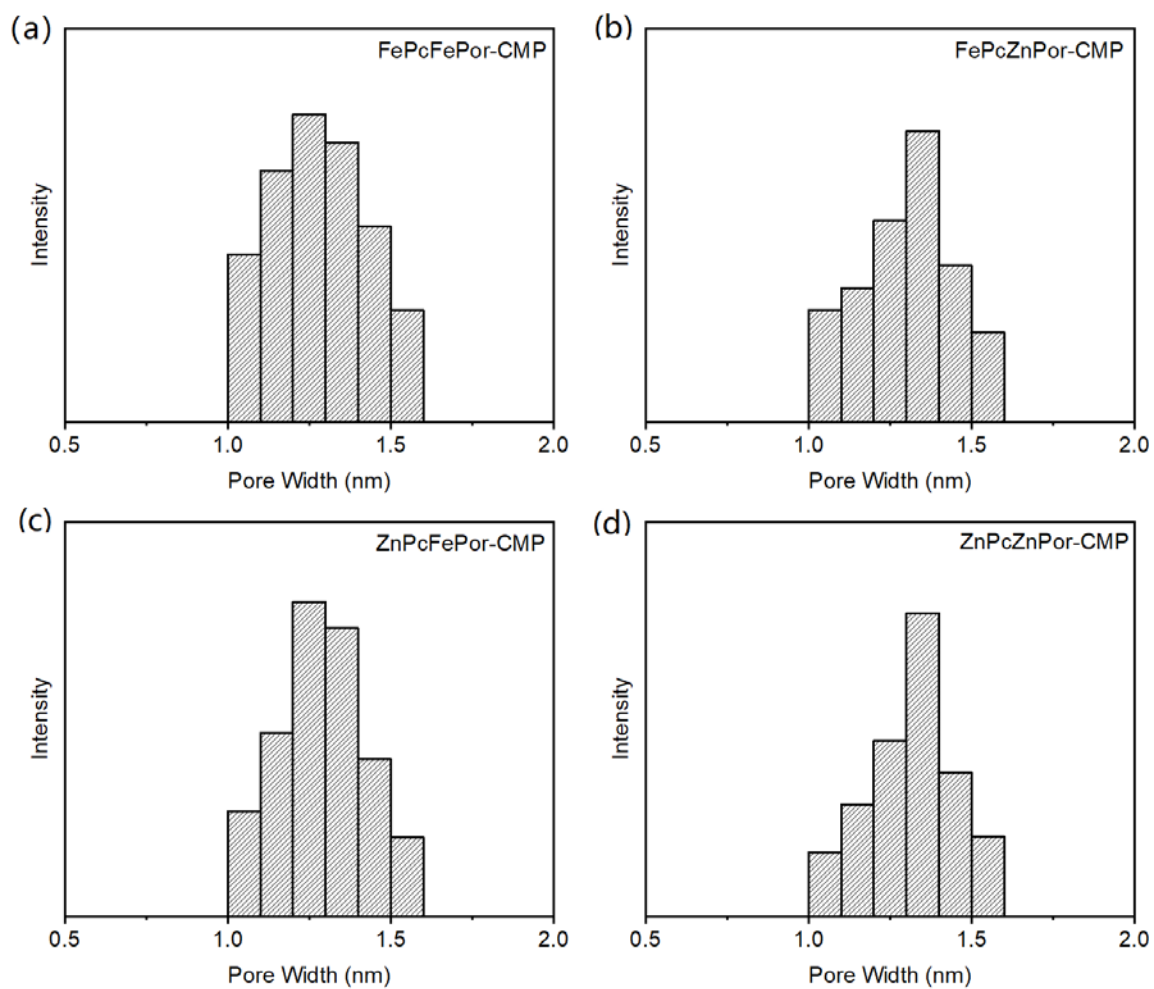 (a)
FePcFePor-CMP
Intensity
0.5 1.0 1.5 2.0
Pore Width (nm)
(b)
FePcZnPor-CMP
Intensity
0.5 1.0 1.5 2.0
Pore Width (nm)
(c)
ZnPcFePor-CMP
Intensity
0.5 1.0 1.5 2.0
Pore Width (nm)
(d)
ZnPcZnPor-CMP
Intensity
0.5 1.0 1.5 2.0
Pore Width (nm)